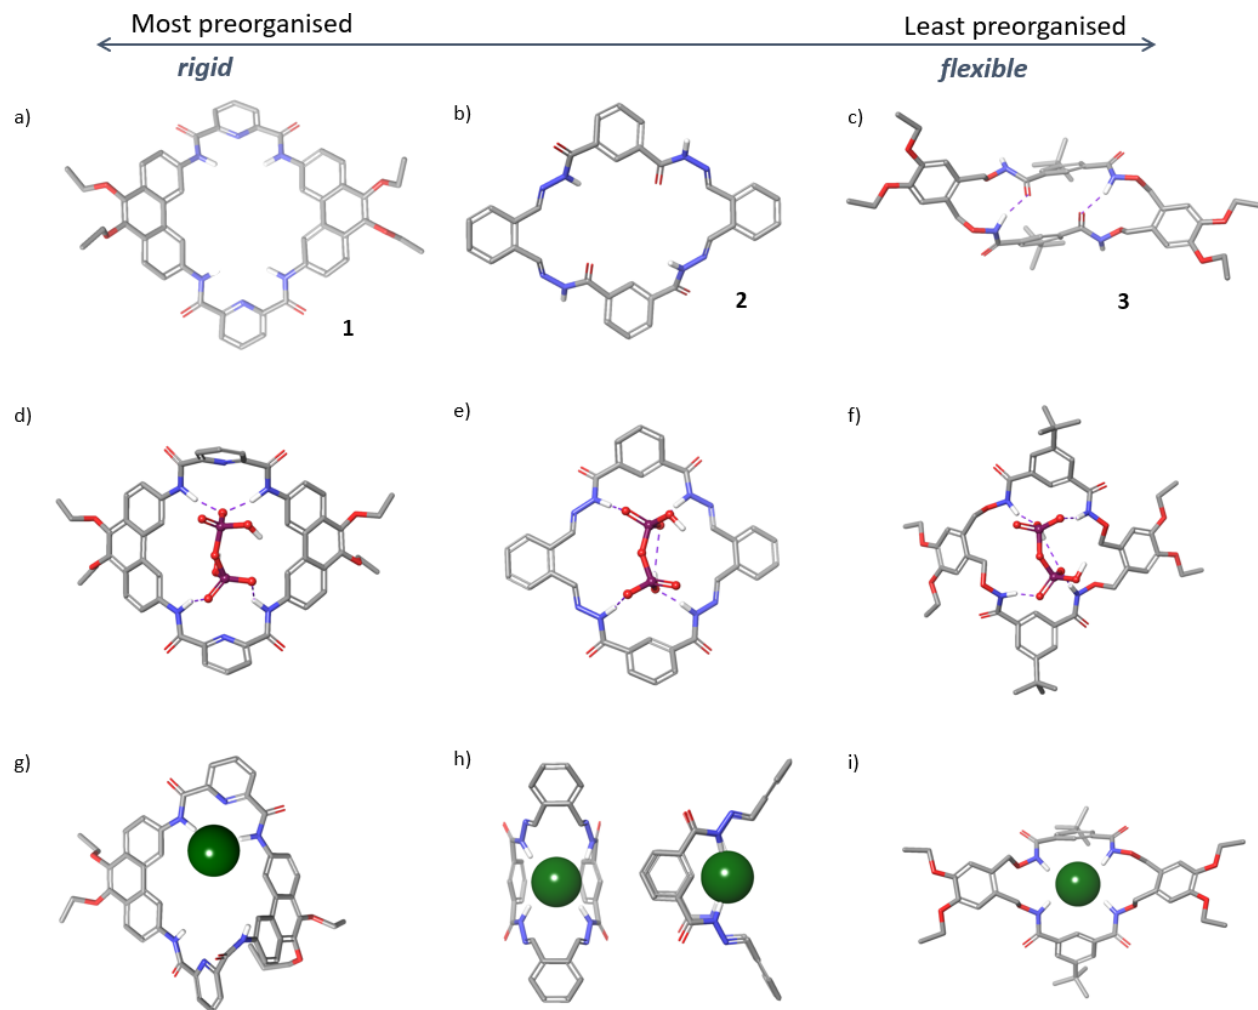 Most preorganised
Least preorganised
rigid
flexible
a)
b)
c)
1
2
3
d)
e)
f)
g)
h)
i)